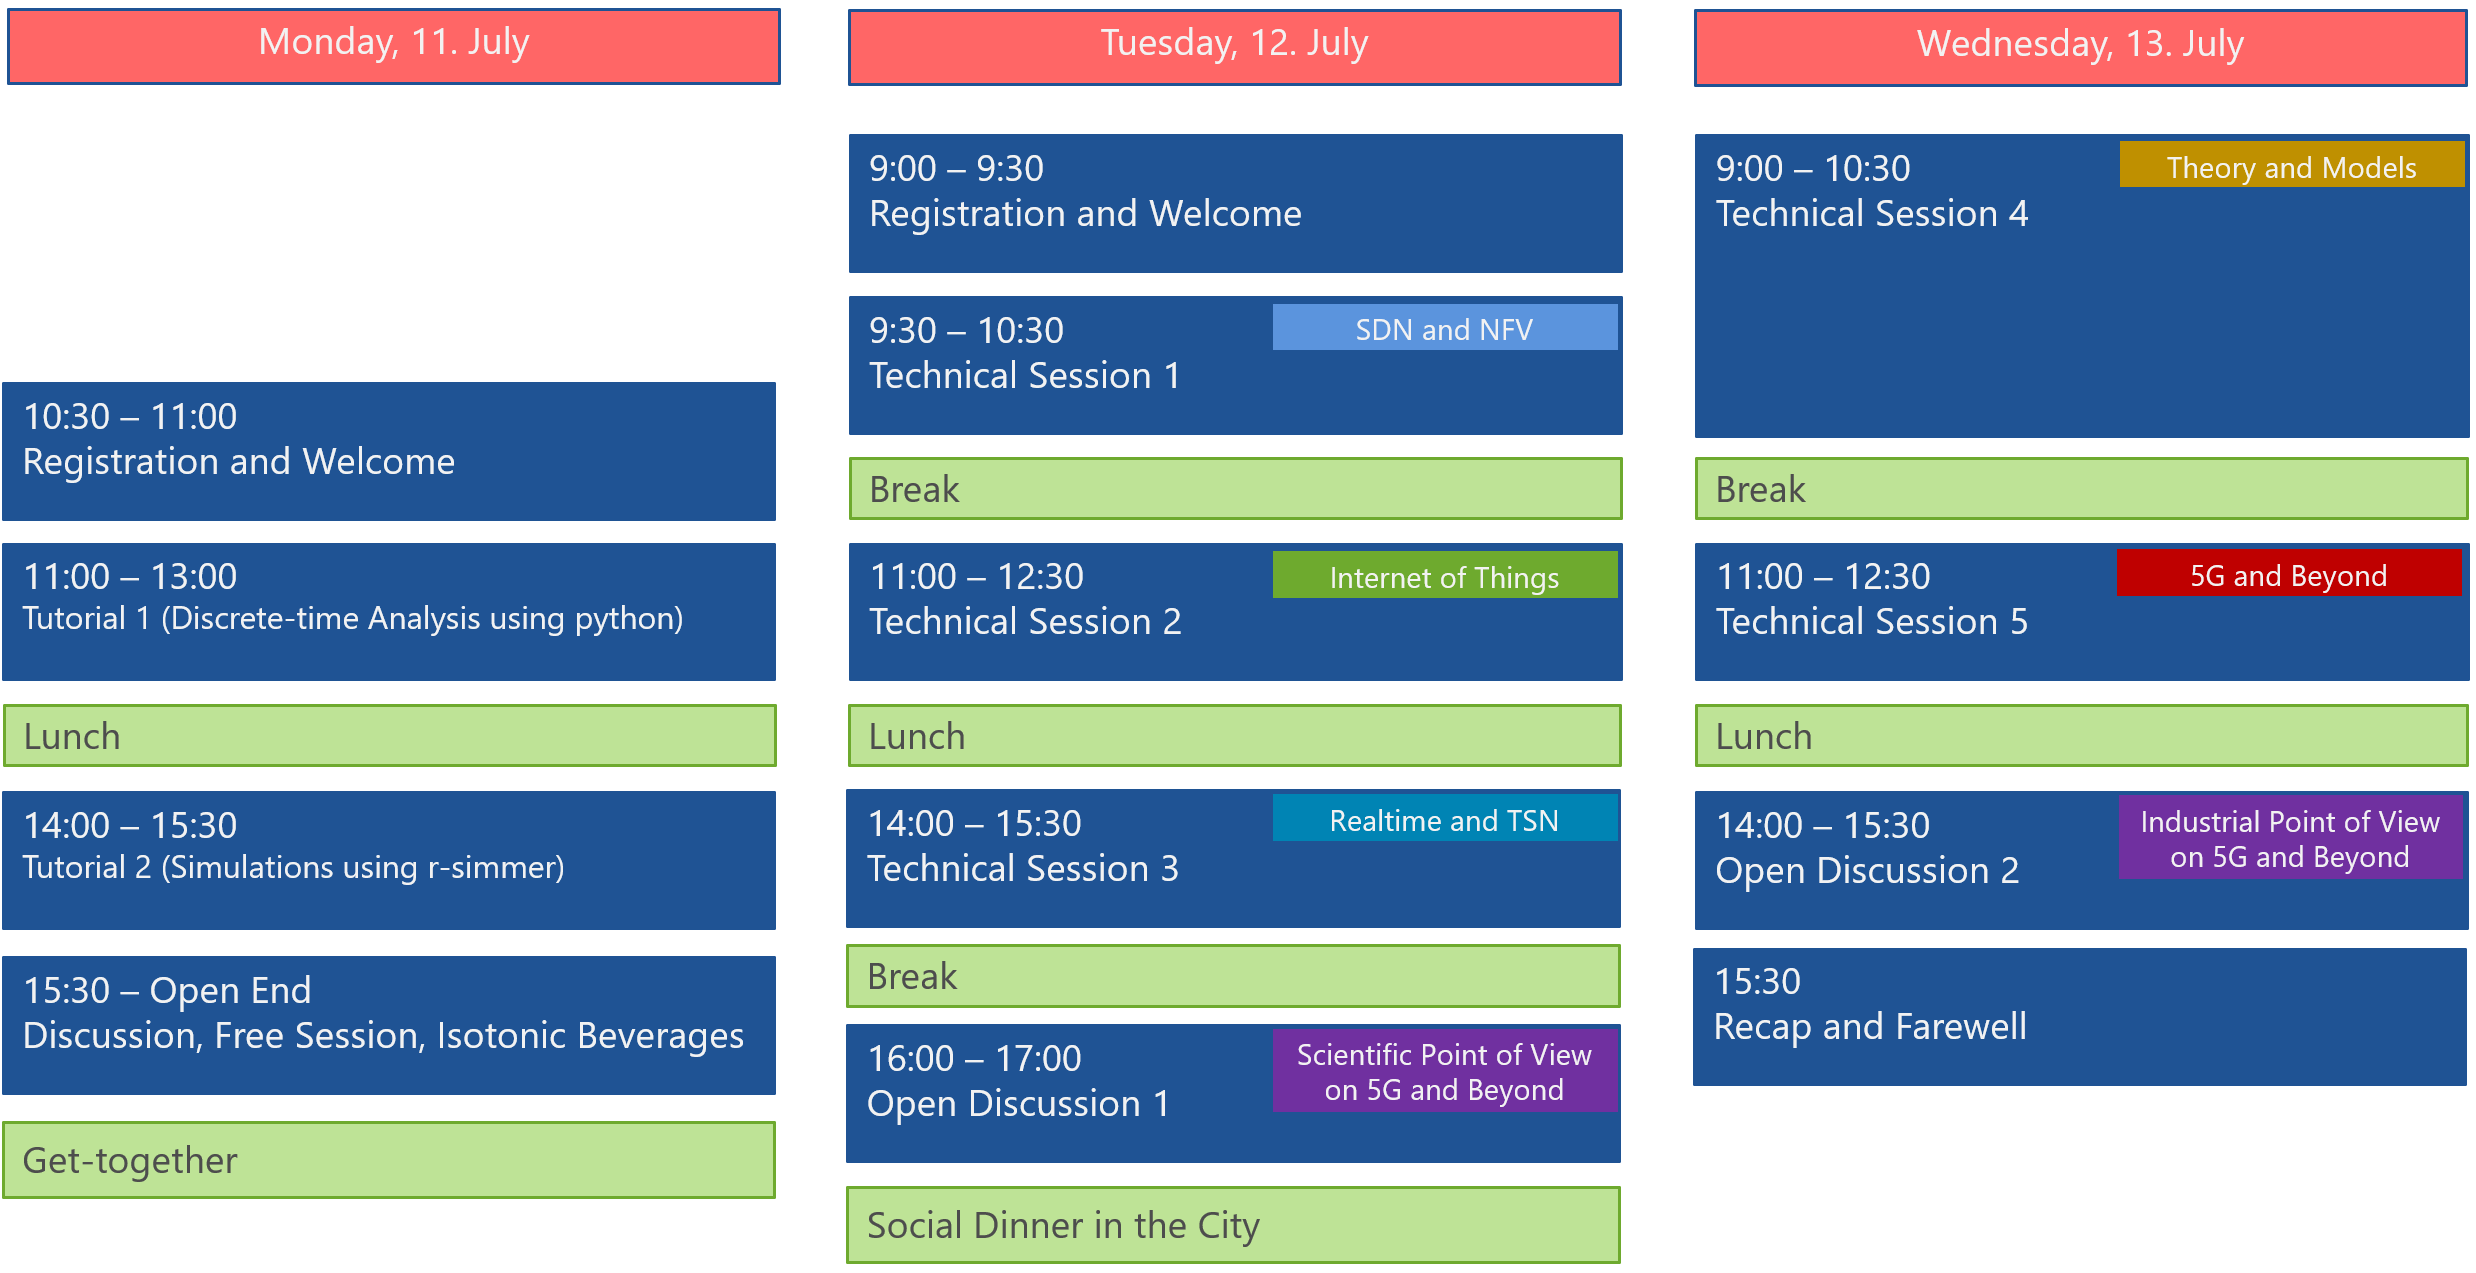 Monday, 11. July
10:30 – 11:00
Registration and Welcome
11:00 – 13:00
Tutorial 1 (Discrete-time Analysis using python)
Lunch
14:00 – 15:30
Tutorial 2 (Simulations using r-simmer)
15:30 – Open End
Discussion, Free Session, Isotonic Beverages
Get-together
Tuesday, 12. July
9:00 – 9:30
Registration and Welcome
9:30 – 10:30
SDN and NFV
Technical Session 1
Break
11:00 – 12:30
Internet of Things
Technical Session 2
Lunch
14:00 – 15:30
Realtime and TSN
Technical Session 3
Break
16:00 – 17:00
Open Discussion 1
Scientific Point of View
on 5G and Beyond
Social Dinner in the City
Wednesday, 13. July
9:00 – 10:30
Theory and Models
Technical Session 4
Break
11:00 – 12:30
5G and Beyond
Technical Session 5
Lunch
14:00 – 15:30
Open Discussion 2
Industrial Point of View
on 5G and Beyond
15:30
Recap and Farewell